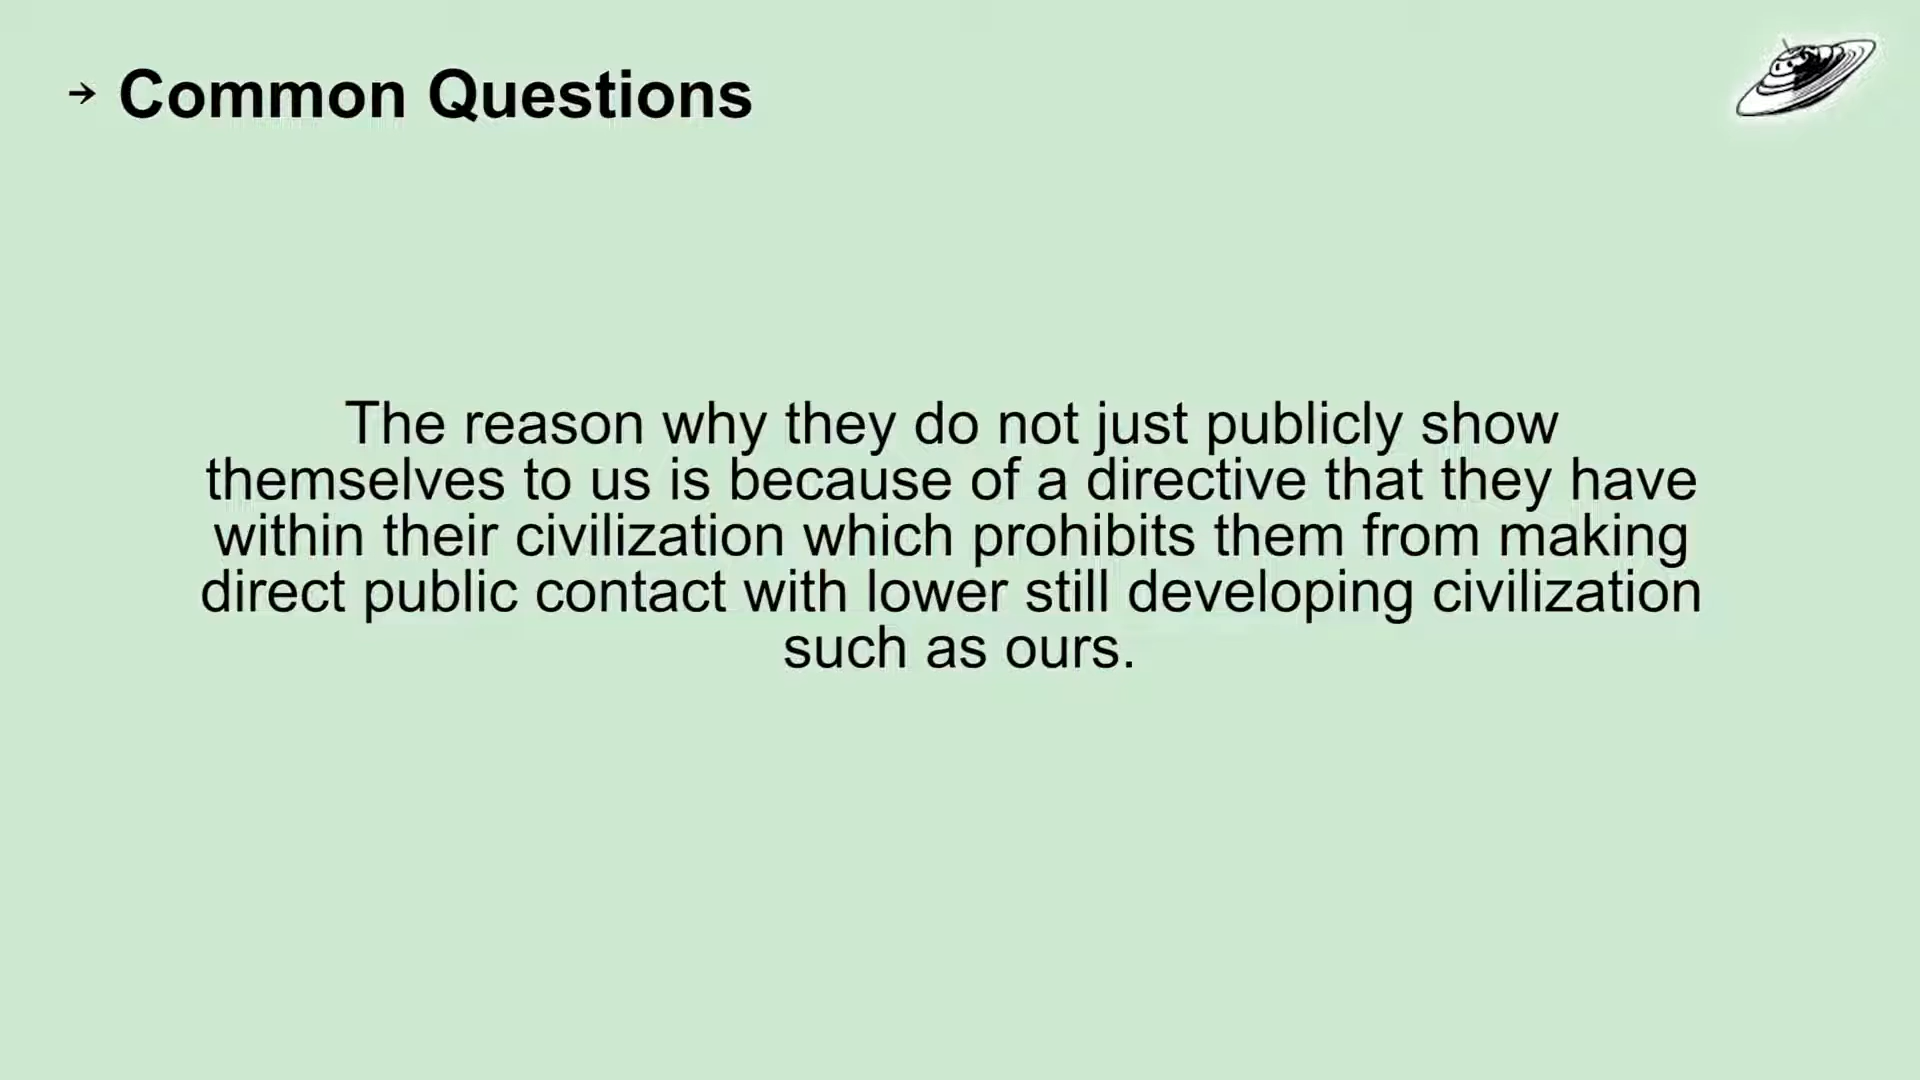 → Common Questions
The reason why they do not just publicly show
themselves to us is because of a directive that they have
within their civilization which prohibits them from making
direct public contact with lower still developing civilization
such as ours.